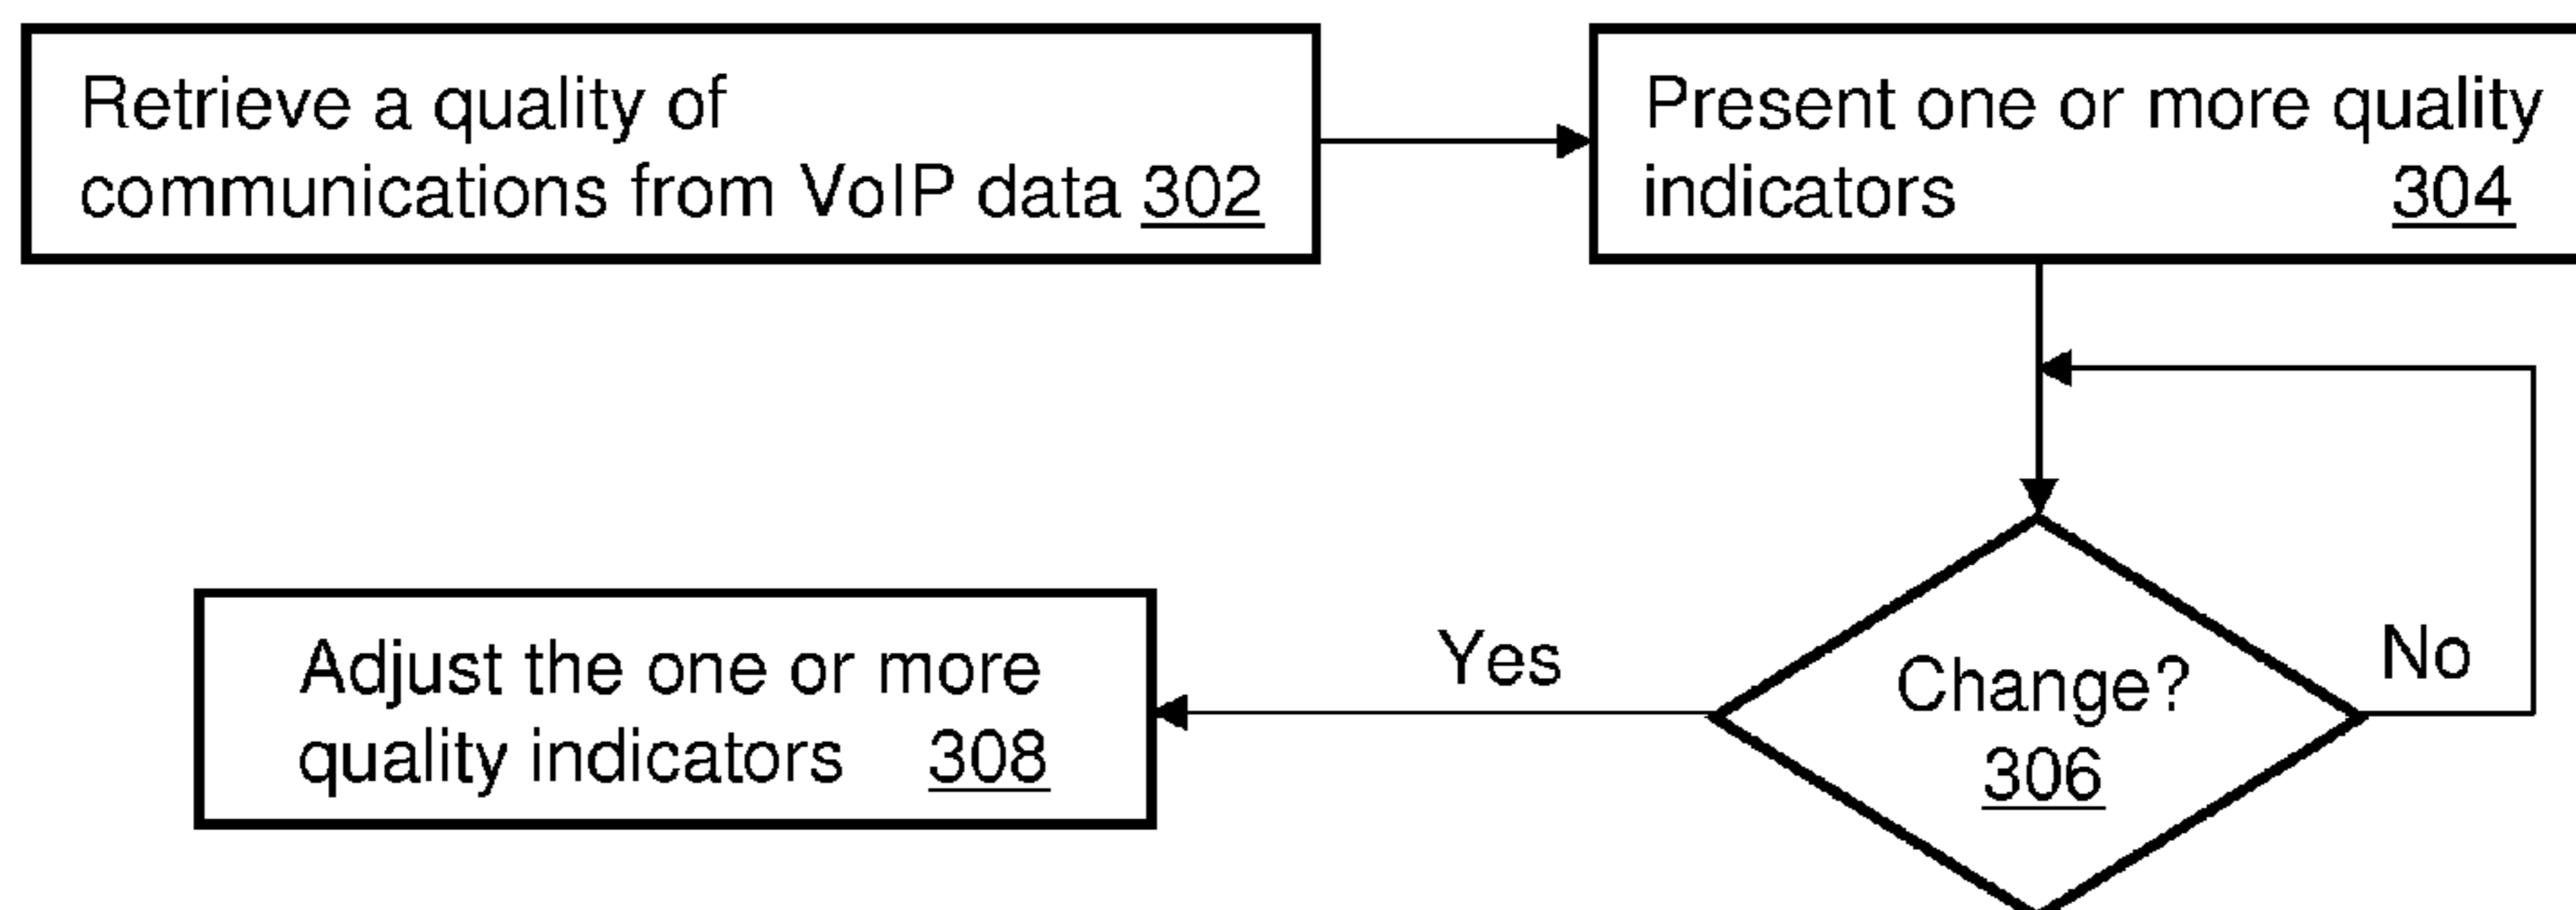 Retrieve a quality of
communications from VoIP data 302
Present one or more quality
indicators 304
Change?
306
No
Yes
Adjust the one or more
quality indicators 308